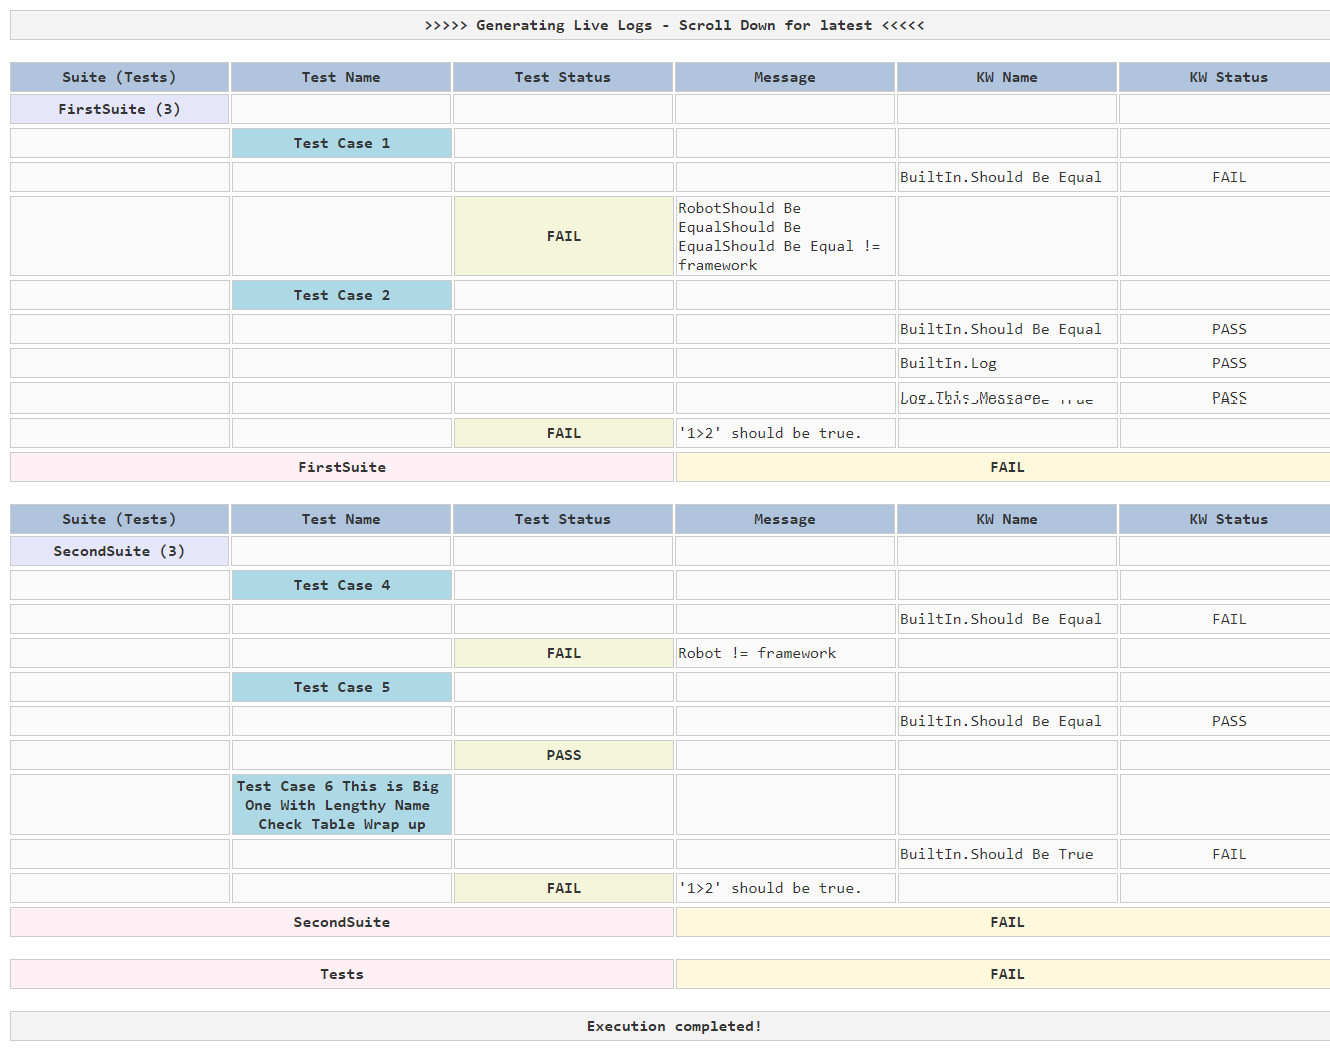 >>>>> Generating Live Logs - Scroll Down for latest <<<<<
Suite (Tests) Test Name Test Status Message KW Name KW Status
FirstSuite (3)
Test Case 1
BuiltIn.Should Be Equal FAIL
RobotShould Be
EqualShould Be
FAIL EqualShould Be Equal !=
framework
Test Case 2
BuiltIn.Should Be Equal PASS
BuiltIn.Log PASS
PASS
FAIL '1>2' should be true.
FirstSuite FAIL
Suite (Tests) Test Name Test Status Message KW Name KW Status
SecondSuite (3)
Test Case 4
BuiltIn.Should Be Equal FAIL
FAIL Robot != framework
Test Case 5
BuiltIn.Should Be Equal PASS
PASS
Test Case 6 This is Big
One With Lengthy Name
Check Table Wrap up
BuiltIn.Should Be True FAIL
FAIL '1>2' should be true.
SecondSuite FAIL
Tests FAIL
Execution completed!